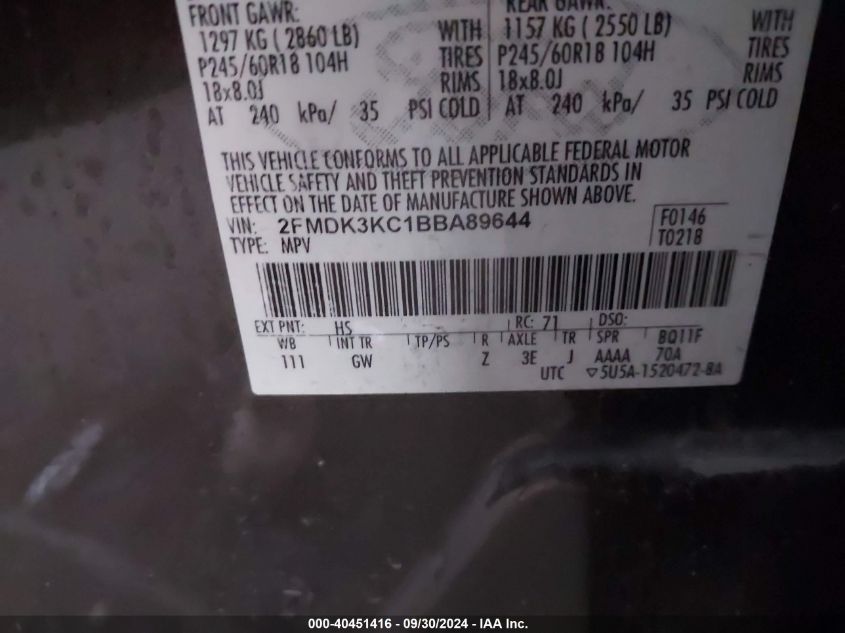 FRONT GAWR: REAR GAWR:
1297 KG ( 2860 LB) WITH 1157 KG ( 2550 LB) WITH
P245/60R18 104H TIRES P245/60R18 104H TIRES
18x8.0J RIMS 18x8.0J RIMS
AT 240 kPa/ 35 PSI COLD AT 240 kPa/ 35 PSI COLD
THIS VEHICLE CONFORMS TO ALL APPLICABLE FEDERAL MOTOR
VEHICLE SAFETY AND THEFT PREVENTION STANDARDS IN
EFFECT ON THE DATE OF MANUFACTURE SHOWN ABOVE.
VIN: 2FMDK3KC1BBA89644 F0146
TYPE: MPV T0218
EXT PNT: HS RC: 71 DSO:
WB INT TR TP/PS R AXLE TR SPR BQ11F
111 GW Z 3E J AAAA 70A
UTC ▽5U5A-1520472-BA
000-40451416 — 09/30/2024 — IAA Inc.